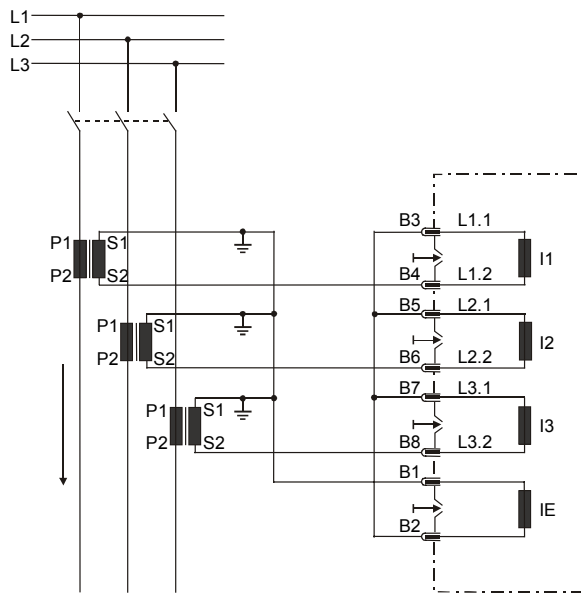 L1
L2
L3
P1 S1
P2 S2
P1 S1
P2 S2
P1 S1
P2 S2
B3 L1.1
I1
B4 L1.2
B5 L2.1
I2
B6 L2.2
B7 L3.1
I3
B8 L3.2
B1
IE
B2